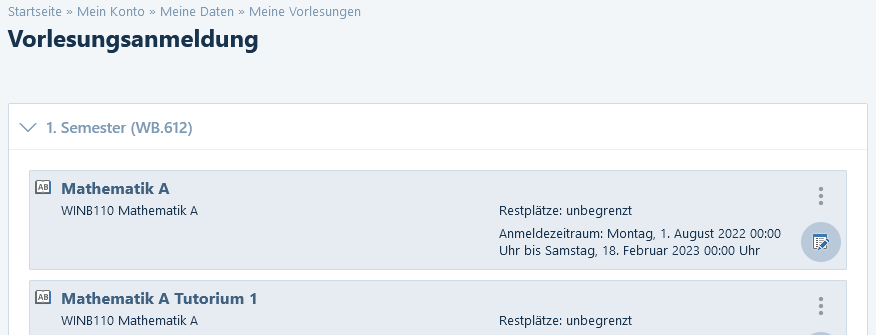 Startseite » Mein Konto » Meine Daten » Meine Vorlesungen
Vorlesungsanmeldung
1. Semester (WB.612)
AB Mathematik A
WINB110 Mathematik A
Restplätze: unbegrenzt
Anmeldezeitraum: Montag, 1. August 2022 00:00
Uhr bis Samstag, 18. Februar 2023 00:00 Uhr
AB Mathematik A Tutorium 1
WINB110 Mathematik A
Restplätze: unbegrenzt